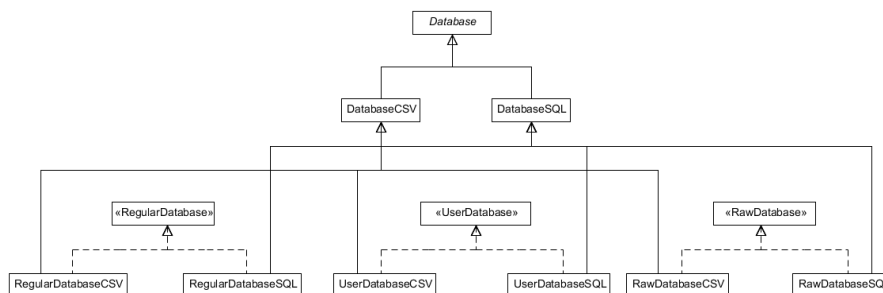 Database
DatabaseCSV
DatabaseSQL
«RegularDatabase»
«UserDatabase»
«RawDatabase»
RegularDatabaseCSV
RegularDatabaseSQL
UserDatabaseCSV
UserDatabaseSQL
RawDatabaseCSV
RawDatabaseSQ